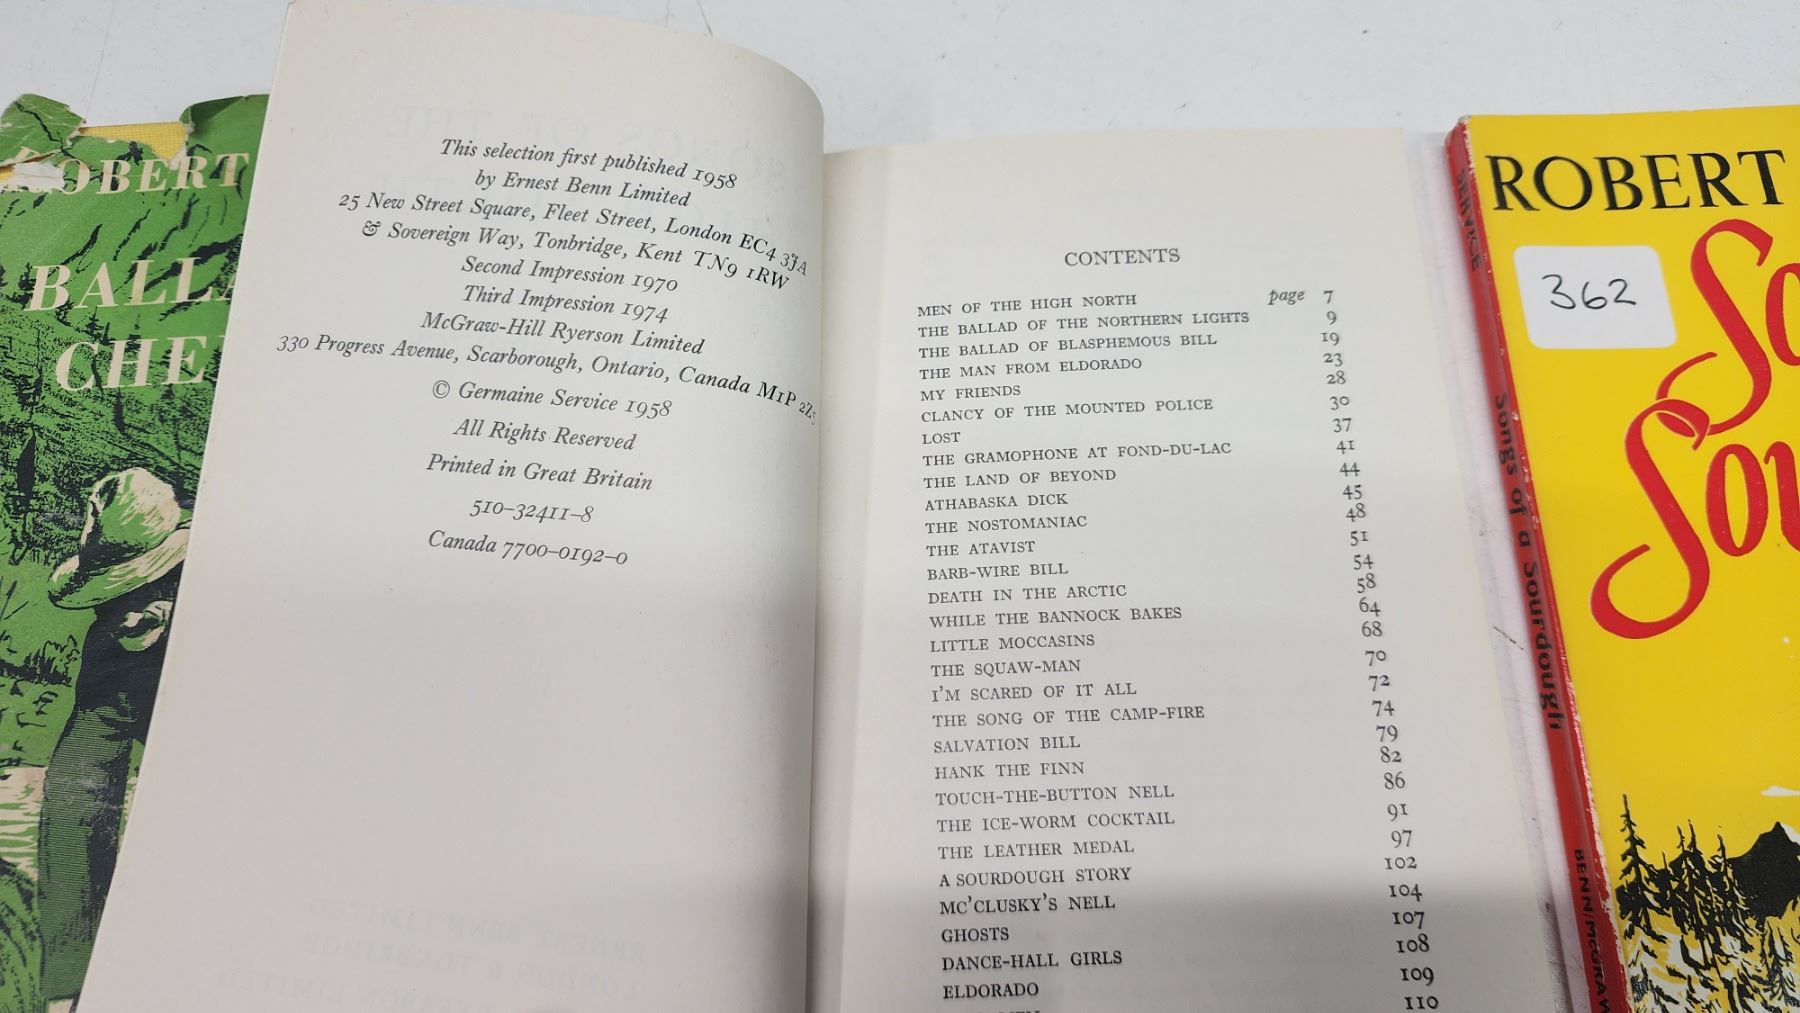 ROBERT
BALLA
CHE
This selection first published 1958
by Ernest Benn Limited
25 New Street Square, Fleet Street, London EC4 3JA
& Sovereign Way, Tonbridge, Kent TN9 1RW
Second Impression 1970
Third Impression 1974
McGraw-Hill Ryerson Limited
330 Progress Avenue, Scarborough, Ontario, Canada M1P 2Z5
© Germaine Service 1958
All Rights Reserved
Printed in Great Britain
510-32411-8
Canada 7700-0192-0
CONTENTS
MEN OF THE HIGH NORTH page 7
THE BALLAD OF THE NORTHERN LIGHTS 9
THE BALLAD OF BLASPHEMOUS BILL 19
THE MAN FROM ELDORADO 23
MY FRIENDS 28
CLANCY OF THE MOUNTED POLICE 30
LOST 37
THE GRAMOPHONE AT FOND-DU-LAC 41
THE LAND OF BEYOND 44
ATHABASKA DICK 45
THE NOSTOMANIAC 48
THE ATAVIST 51
BARB-WIRE BILL 54
DEATH IN THE ARCTIC 58
WHILE THE BANNOCK BAKES 64
LITTLE MOCCASINS 68
THE SQUAW-MAN 70
I'M SCARED OF IT ALL 72
THE SONG OF THE CAMP-FIRE 74
SALVATION BILL 79
HANK THE FINN 82
TOUCH-THE-BUTTON NELL 86
THE ICE-WORM COCKTAIL 91
THE LEATHER MEDAL 97
A SOURDOUGH STORY 102
MC'CLUSKY'S NELL 104
GHOSTS 107
DANCE-HALL GIRLS 108
ELDORADO 109
110
SERVICE
Songs of a Sourdough
BENN/MCGRAW
ROBERT
362
So
Sou